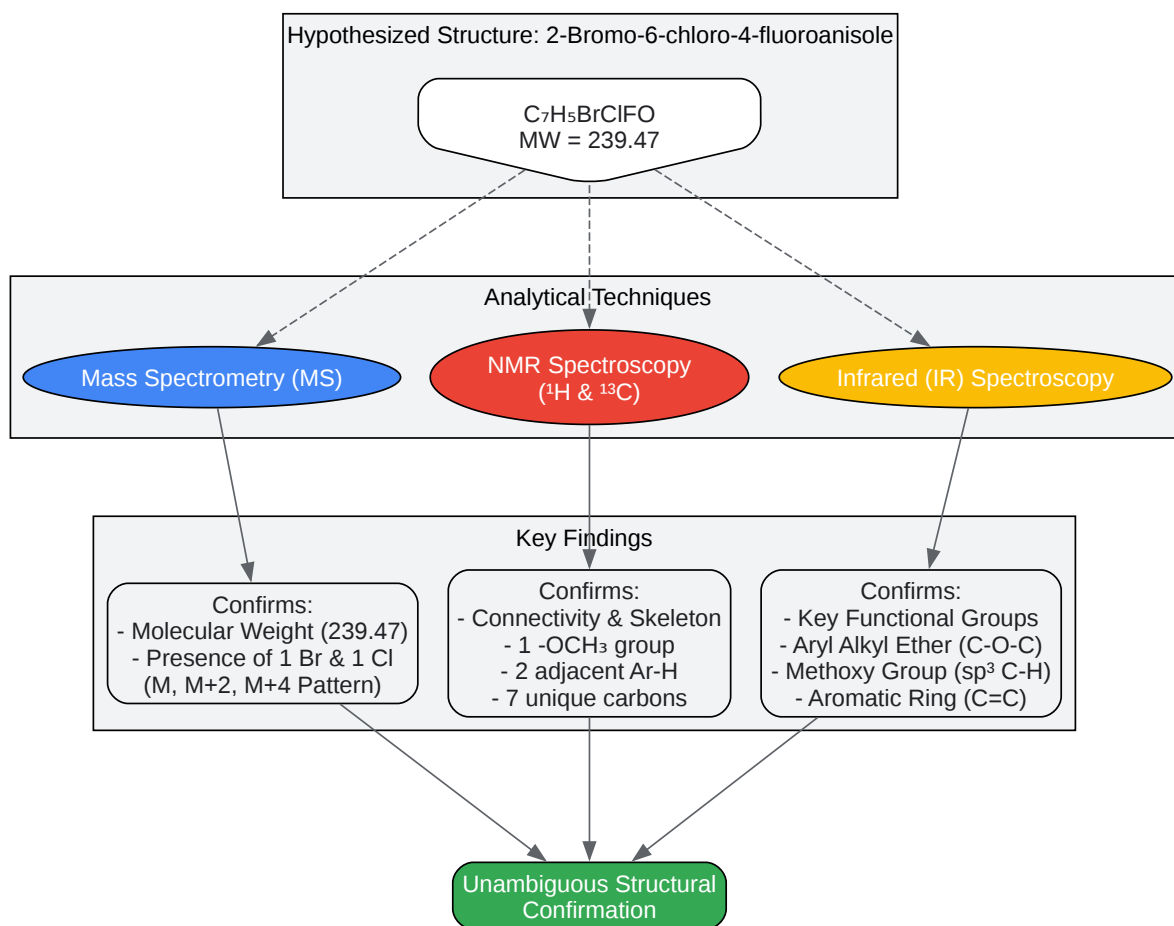 Hypothesized Structure: 2-Bromo-6-chloro-4-fluoroanisole
C₇H₅BrClFO
MW = 239.47
Analytical Techniques
Mass Spectrometry (MS)
NMR Spectroscopy
(¹H & ¹³C)
Infrared (IR) Spectroscopy
Key Findings
Confirms:
- Molecular Weight (239.47)
- Presence of 1 Br & 1 Cl
(M, M+2, M+4 Pattern)
Confirms:
- Connectivity & Skeleton
- 1 -OCH₃ group
- 2 adjacent Ar-H
- 7 unique carbons
Confirms:
- Key Functional Groups
- Aryl Alkyl Ether (C-O-C)
- Methoxy Group (sp³ C-H)
- Aromatic Ring (C=C)
Unambiguous Structural
Confirmation